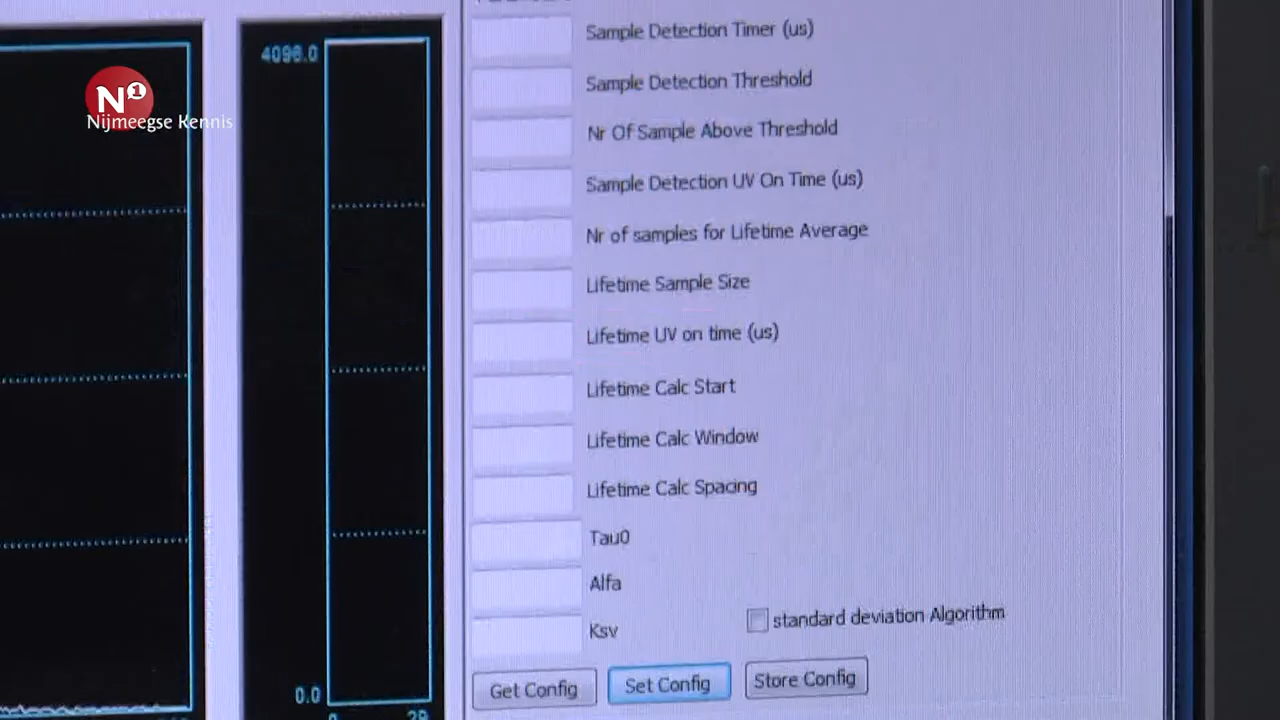 N1
Nijmeegse Kennis
4096.0
0.0
0
29
Sample Detection Timer (us)
Sample Detection Threshold
Nr Of Sample Above Threshold
Sample Detection UV On Time (us)
Nr of samples for Lifetime Average
Lifetime Sample Size
Lifetime UV on time (us)
Lifetime Calc Start
Lifetime Calc Window
Lifetime Calc Spacing
Tau0
Alfa
Ksv
standard deviation Algorithm
Get Config
Set Config
Store Config